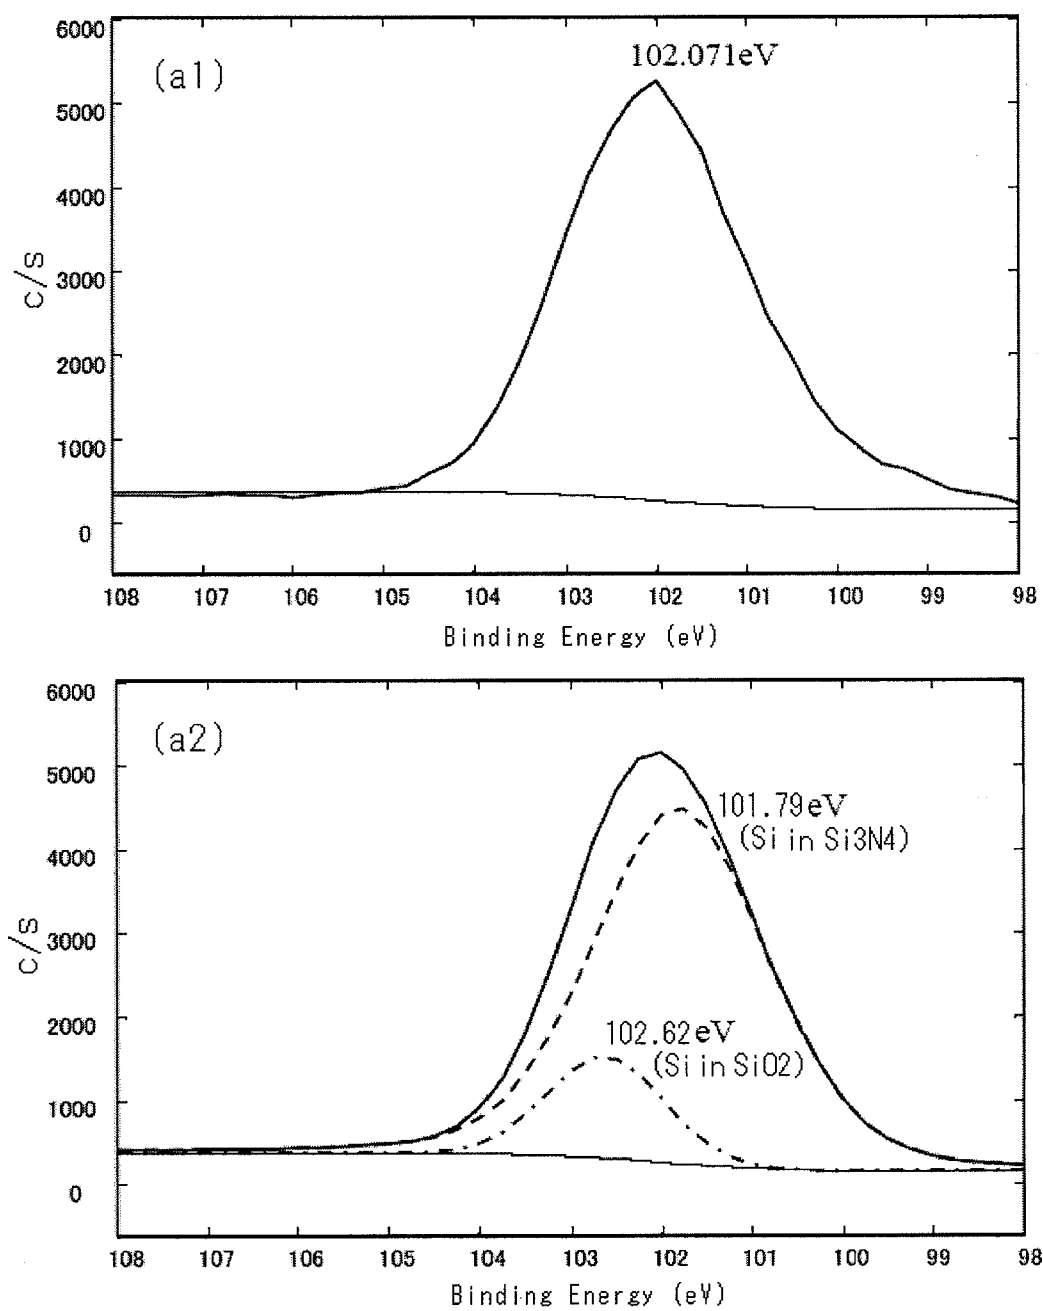 6000
(a1)
102.071eV
5000
4000
3000
c/s
2000
1000
0
108 107 106 105 104 103 102 101 100 99 98
Binding Energy (eV)
6000
(a2)
5000
101.79eV
(Si in Si3N4)
4000
3000
c/s
2000
102.62eV
(Si in SiO2)
1000
0
108 107 106 105 104 103 102 101 100 99 98
Binding Energy (eV)